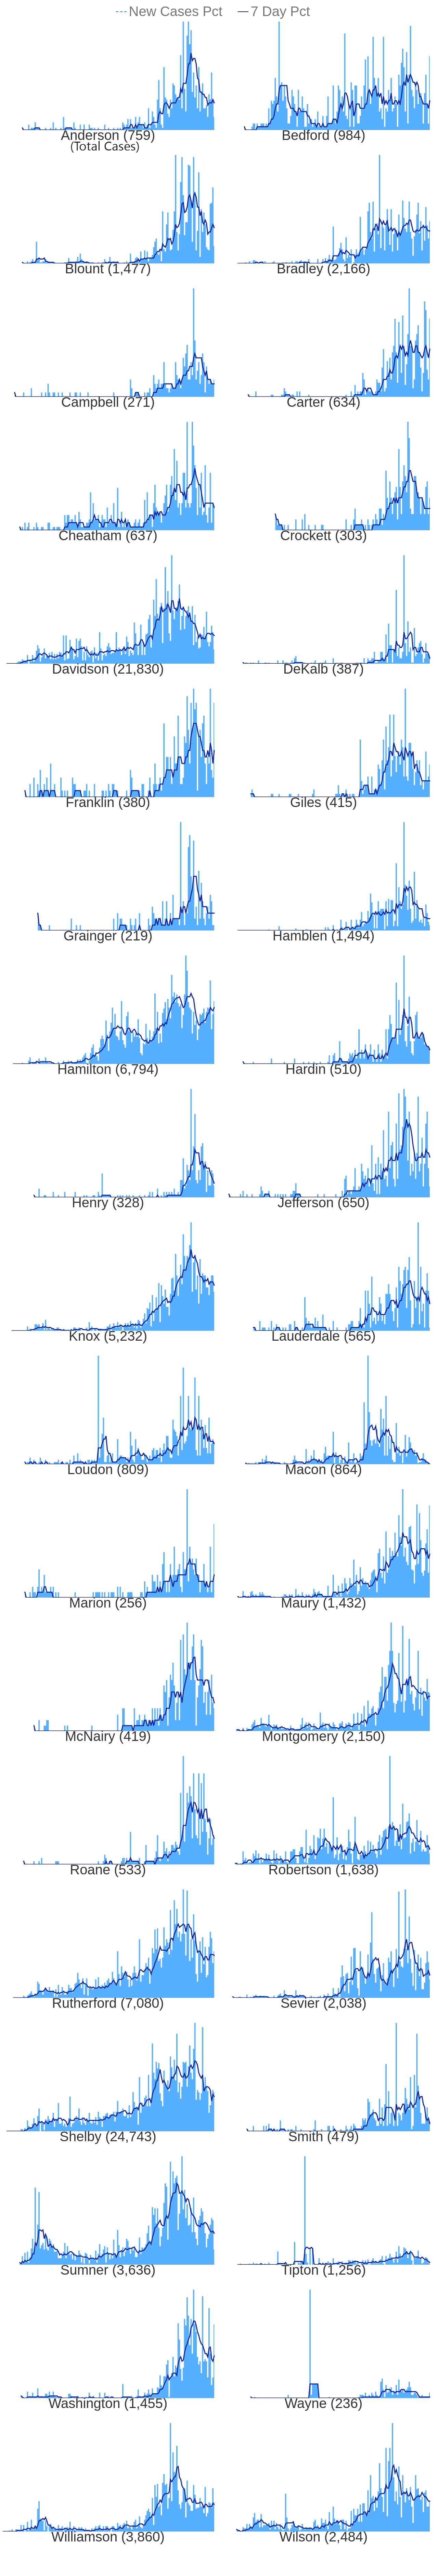 New Cases Pct 7 Day Pct
Anderson (759) Bedford (984)
(Total Cases)
Blount (1,477) Bradley (2,166)
Campbell (271) Carter (634)
Cheatham (637) Crockett (303)
Davidson (21,830) DeKalb (387)
Franklin (380) Giles (415)
Grainger (219) Hamblen (1,494)
Hamilton (6,794) Hardin (510)
Henry (328) Jefferson (650)
Knox (5,232) Lauderdale (565)
Loudon (809) Macon (864)
Marion (256) Maury (1,432)
McNairy (419) Montgomery (2,150)
Roane (533) Robertson (1,638)
Rutherford (7,080) Sevier (2,038)
Shelby (24,743) Smith (479)
Sumner (3,636) Tipton (1,256)
Washington (1,455) Wayne (236)
Williamson (3,860) Wilson (2,484)